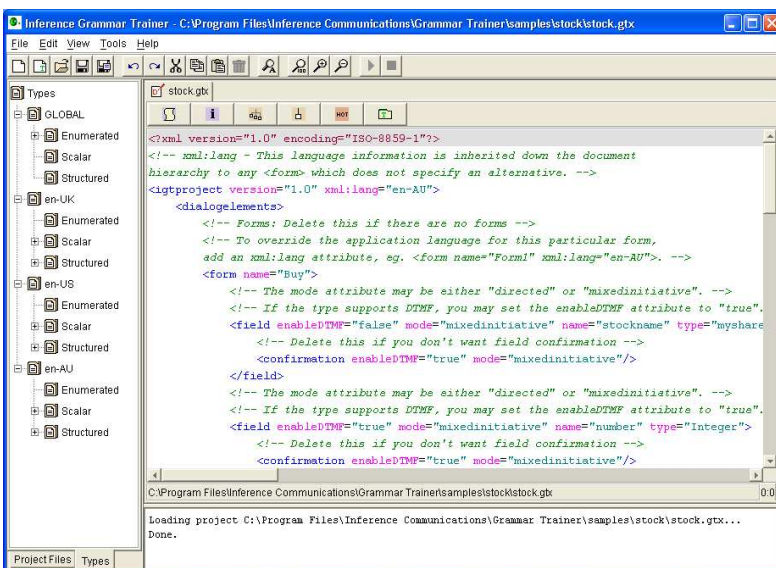 Inference Grammar Trainer - C:\Program Files\Inference Communications\Grammar Trainer\samples\stock\stock.gtx
File Edit View Tools Help
Types
GLOBAL
Enumerated
Scalar
Structured
en-UK
Enumerated
Scalar
Structured
en-US
Enumerated
Scalar
Structured
en-AU
Enumerated
Scalar
Structured
Project Files Types
stock.gtx
i HOT T
<?xml version="1.0" encoding="ISO-8859-1"?>
<!-- xml:lang - This language information is inherited down the document
hierarchy to any <form> which does not specify an alternative. -->
<igtproject version="1.0" xml:lang="en-AU">
<dialogelements>
<!-- Forms: Delete this if there are no forms -->
<!-- To override the application language for this particular form,
add an xml:lang attribute, eg. <form name="Form1" xml:lang="en-AU">. -->
<form name="Buy">
<!-- The mode attribute may be either "directed" or "mixedinitiative". -->
<!-- If the type supports DTMF, you may set the enableDTMF attribute to "true".
<field enableDTMF="false" mode="mixedinitiative" name="stockname" type="myshare
<!-- Delete this if you don't want field confirmation -->
<confirmation enableDTMF="true" mode="mixedinitiative"/>
</field>
<!-- The mode attribute may be either "directed" or "mixedinitiative". -->
<!-- If the type supports DTMF, you may set the enableDTMF attribute to "true".
<field enableDTMF="true" mode="mixedinitiative" name="number" type="Integer">
<!-- Delete this if you don't want field confirmation -->
<confirmation enableDTMF="true" mode="mixedinitiative"/>
C:\Program Files\Inference Communications\Grammar Trainer\samples\stock\stock.gtx 0:0
Loading project C:\Program Files\Inference Communications\Grammar Trainer\samples\stock\stock.gtx...
Done.